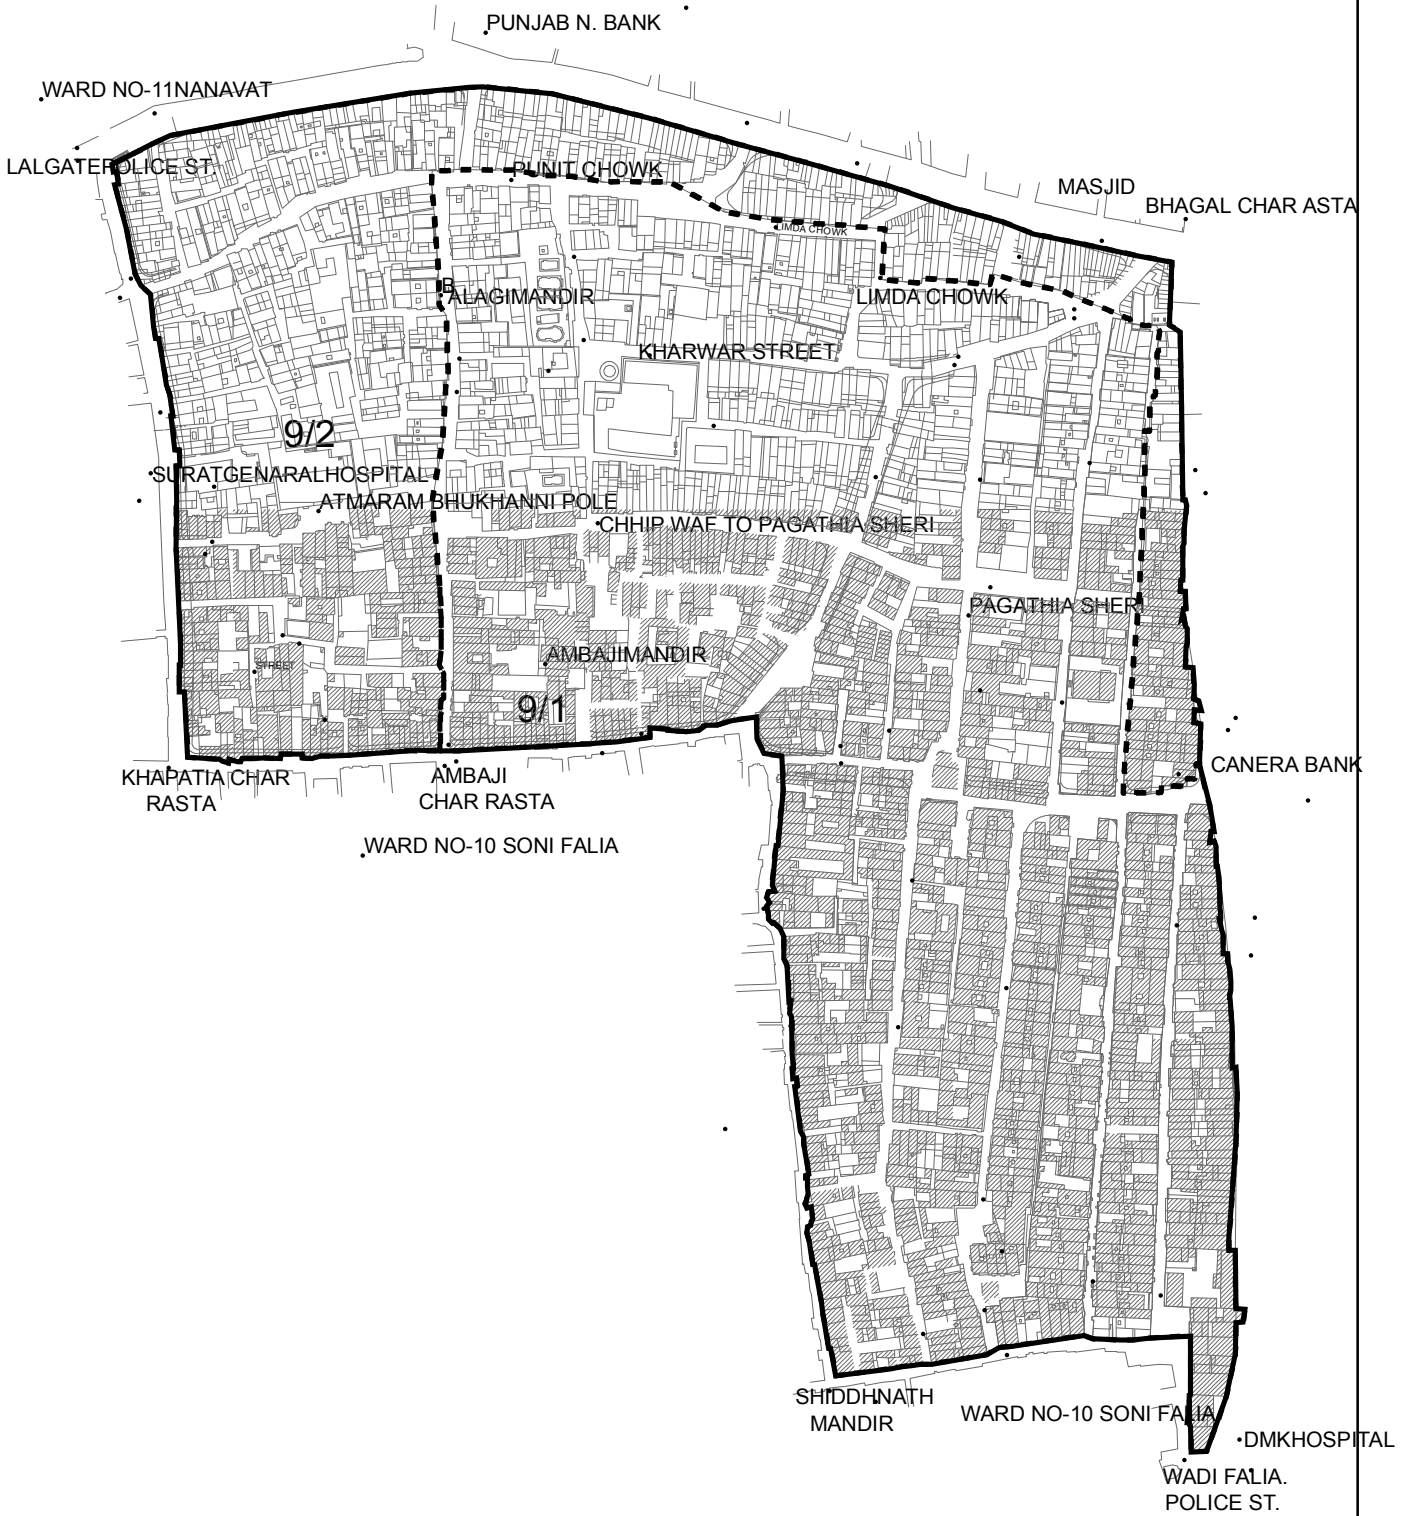 PUNJAB N. BANK
WARD NO-11NANAVAT
LALGATEPOLICE ST.
PUNIT CHOWK
MASJID
BHAGAL CHAR ASTA
LIMDA CHOWK
B
ALAGIMANDIR
LIMDA CHOWK
KHARWAR STREET
9/2
SURATGENARALHOSPITAL
ATMARAM BHUKHANNI POLE
CHHIP WAF TO PAGATHIA SHERI
E
PAGATHIA SHERI
STREET
AMBAJIMANDIR
9/1
KHAPATIA CHAR
RASTA
AMBAJI
CHAR RASTA
CANERA BANK
WARD NO-10 SONI FALIA
SHIDDHNATH
MANDIR
WARD NO-10 SONI FALIA
DMKHOSPITAL
WADI FALIA.
POLICE ST.